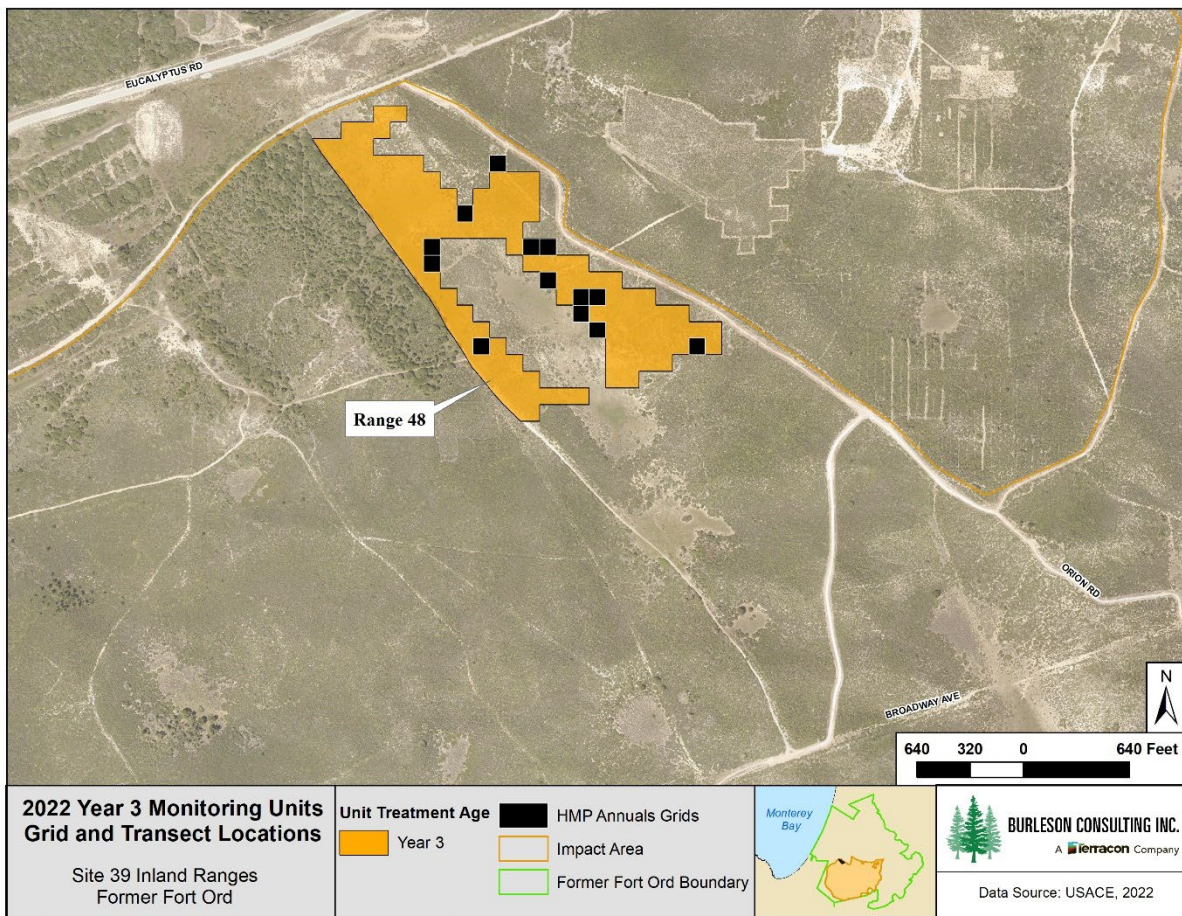 EUCALYPTUS RD
Range 48
ORION RD
BROADWAY AVE
N
640 320 0 640 Feet
2022 Year 3 Monitoring Units
Grid and Transect Locations
Site 39 Inland Ranges
Former Fort Ord
Unit Treatment Age
Year 3
HMP Annuals Grids
Impact Area
Former Fort Ord Boundary
Monterey
Bay
BURLESON CONSULTING INC.
A Terracon Company
Data Source: USACE, 2022